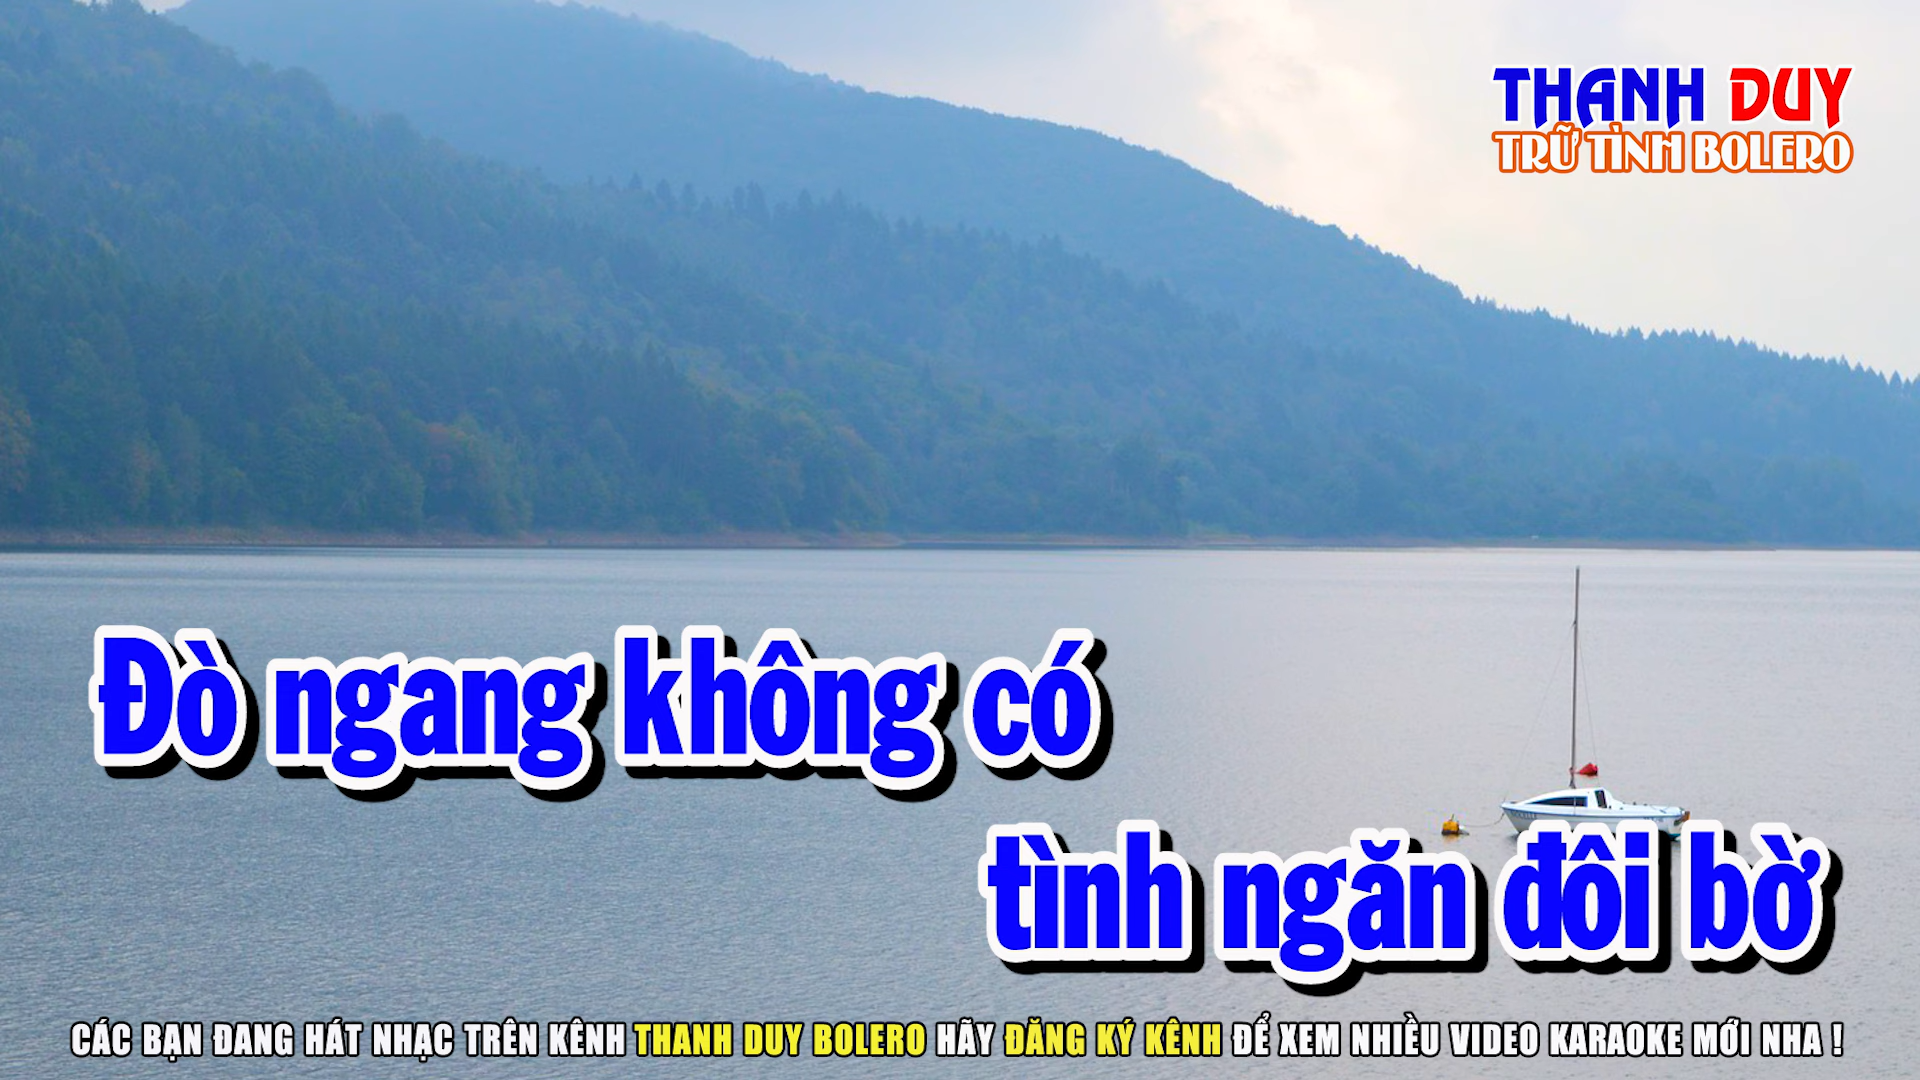 THANH DUY
TRỮ TÌNH BOLERO
Đò ngang không có
tình ngăn đôi bờ
CÁC BẠN ĐANG HÁT NHẠC TRÊN KÊNH THANH DUY BOLERO HÃY ĐĂNG KÝ KÊNH ĐỂ XEM NHIỀU VIDEO KARAOKE MỚI NHA !